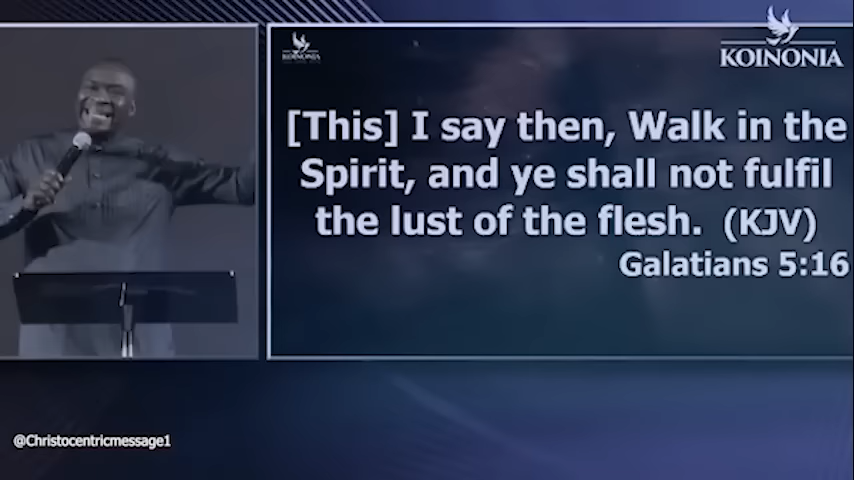 KOINONIA
KOINONIA
[This] I say then, Walk in the
Spirit, and ye shall not fulfil
the lust of the flesh. (KJV)
Galatians 5:16
@Christocentricmessage1